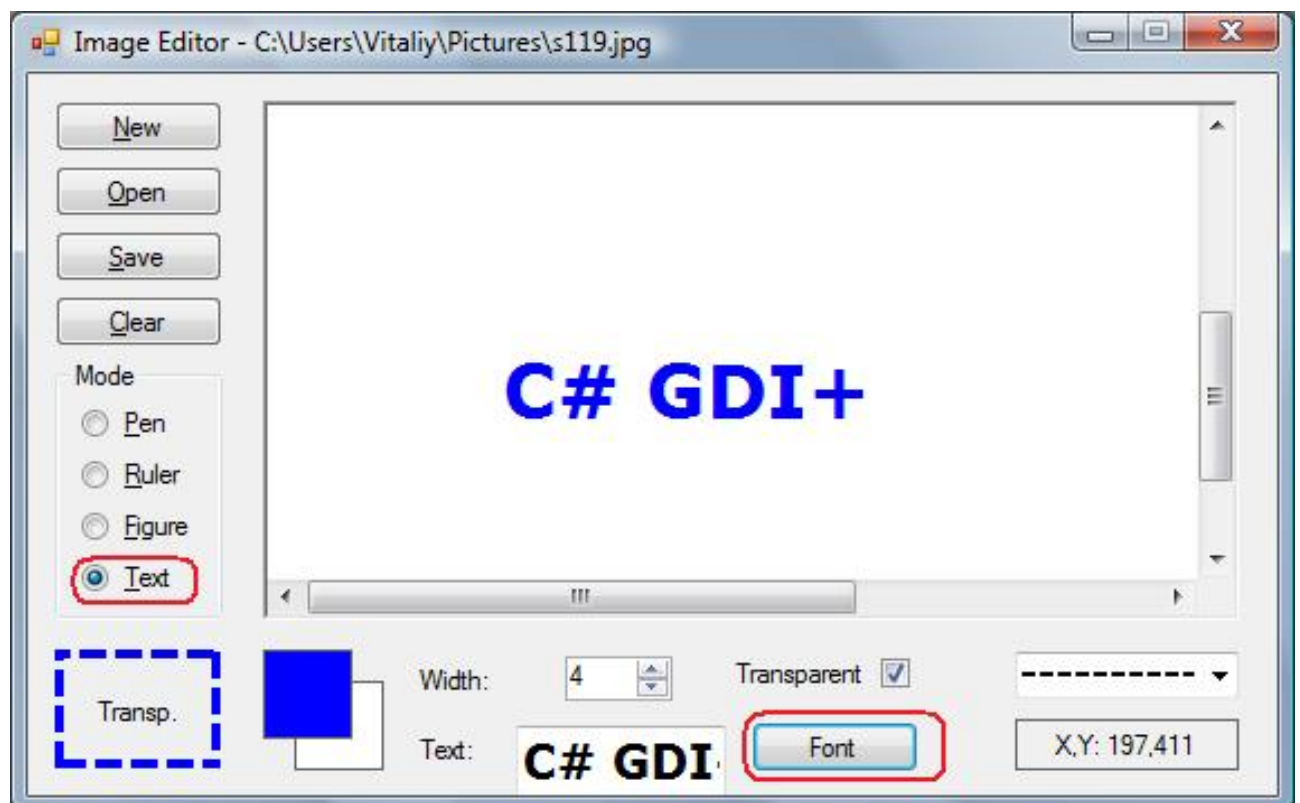 Image Editor - C:\Users\Vitaliy\Pictures\s119.jpg
New
Open
Save
Clear
Mode
Pen
Ruler
Figure
Text
C# GDI+
Transp.
Width: 4 Transparent
Text: C# GDI Font X,Y: 197,411